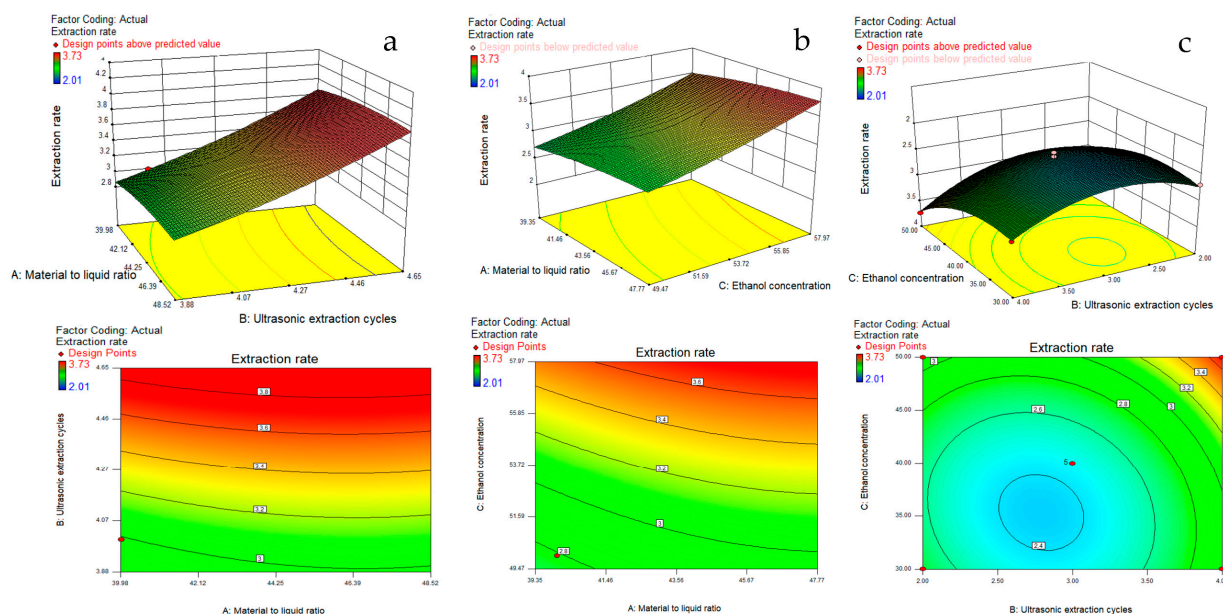 Factor Coding: Actual
Extraction rate
Design points above predicted value
3.73
2.01
a
4
4.2
4
3.8
3.6
3.4
3.2
3
2.8
Extraction rate
39.98
42.12
44.25
46.39
48.52
A: Material to liquid ratio
3.88
4.07
4.27
4.46
4.65
B: Ultrasonic extraction cycles
Factor Coding: Actual
Extraction rate
Design points below predicted value
3.73
2.01
b
4
3.5
3
2.5
2
Extraction rate
39.35
41.46
43.56
45.67
47.77
A: Material to liquid ratio
49.47
51.59
53.72
55.85
57.97
C: Ethanol concentration
Factor Coding: Actual
Extraction rate
Design points above predicted value
Design points below predicted value
3.73
2.01
c
2
2.5
3
3.5
4
Extraction rate
50.00
45.00
40.00
35.00
30.00
C: Ethanol concentration
4.00
3.50
3.00
2.50
2.00
B: Ultrasonic extraction cycles
Factor Coding: Actual
Extraction rate
Design Points
3.73
2.01
Extraction rate
4.65
4.46
4.27
4.07
3.88
B: Ultrasonic extraction cycles
3.8
3.6
3.4
3.2
3
39.98
42.12
44.25
46.39
48.52
A: Material to liquid ratio
Factor Coding: Actual
Extraction rate
Design Points
3.73
2.01
Extraction rate
57.97
55.85
53.72
51.59
49.47
C: Ethanol concentration
3.6
3.4
3.2
3
2.8
39.35
41.46
43.56
45.67
47.77
A: Material to liquid ratio
Factor Coding: Actual
Extraction rate
Design Points
3.73
2.01
Extraction rate
50.00
45.00
40.00
35.00
30.00
C: Ethanol concentration
3
3.4
3.2
3
2.8
2.6
5
2.4
2.00
2.50
3.00
3.50
4.0
B: Ultrasonic extraction cycles